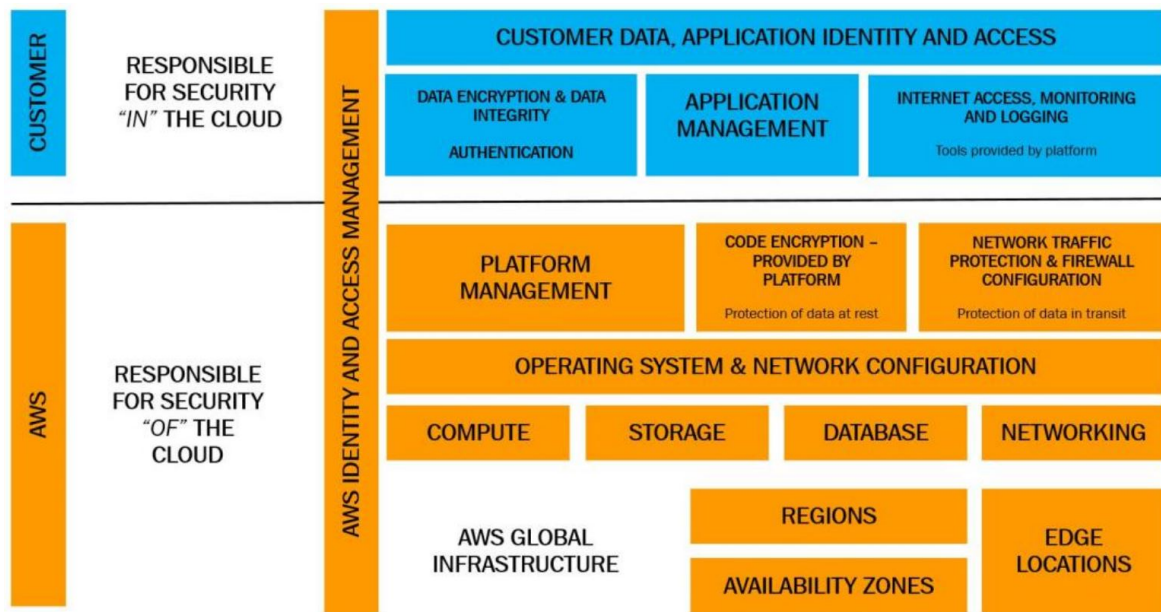 CUSTOMER
RESPONSIBLE
FOR SECURITY
“IN” THE CLOUD
AWS IDENTITY AND ACCESS MANAGEMENT
CUSTOMER DATA, APPLICATION IDENTITY AND ACCESS
DATA ENCRYPTION & DATA
INTEGRITY
AUTHENTICATION
APPLICATION
MANAGEMENT
INTERNET ACCESS, MONITORING
AND LOGGING
Tools provided by platform
AWS
RESPONSIBLE
FOR SECURITY
“OF” THE
CLOUD
PLATFORM
MANAGEMENT
CODE ENCRYPTION –
PROVIDED BY
PLATFORM
Protection of data at rest
NETWORK TRAFFIC
PROTECTION & FIREWALL
CONFIGURATION
Protection of data in transit
OPERATING SYSTEM & NETWORK CONFIGURATION
COMPUTE
STORAGE
DATABASE
NETWORKING
AWS GLOBAL
INFRASTRUCTURE
REGIONS
AVAILABILITY ZONES
EDGE
LOCATIONS